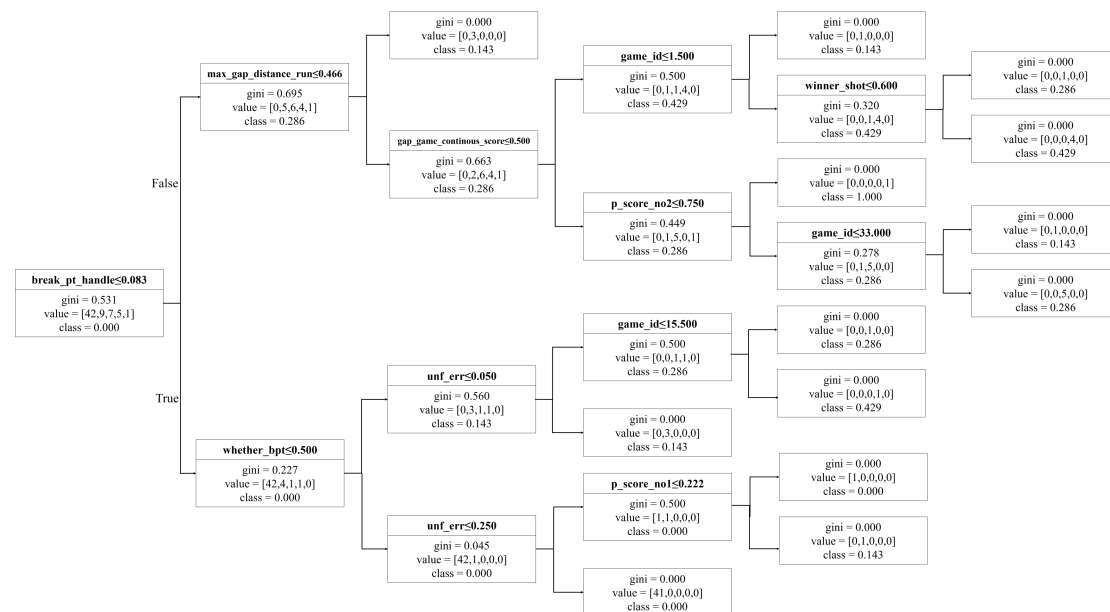 break_pt_handle≤0.083
gini = 0.531
value = [42,9,7,5,1]
class = 0.000
False
True
max_gap_distance_run≤0.466
gini = 0.695
value = [0,5,6,4,1]
class = 0.286
whether_bpt≤0.500
gini = 0.227
value = [42,4,1,1,0]
class = 0.000
gini = 0.000
value = [0,3,0,0,0]
class = 0.143
gap_game_continous_score≤0.500
gini = 0.663
value = [0,2,6,4,1]
class = 0.286
unf_err≤0.050
gini = 0.560
value = [0,3,1,1,0]
class = 0.143
unf_err≤0.250
gini = 0.045
value = [42,1,0,0,0]
class = 0.000
game_id≤1.500
gini = 0.500
value = [0,1,1,4,0]
class = 0.429
p_score_no2≤0.750
gini = 0.449
value = [0,1,5,0,1]
class = 0.286
game_id≤15.500
gini = 0.500
value = [0,0,1,1,0]
class = 0.286
gini = 0.000
value = [0,3,0,0,0]
class = 0.143
p_score_no1≤0.222
gini = 0.500
value = [1,1,0,0,0]
class = 0.000
gini = 0.000
value = [41,0,0,0,0]
class = 0.000
gini = 0.000
value = [0,1,0,0,0]
class = 0.143
winner_shot≤0.600
gini = 0.320
value = [0,0,1,4,0]
class = 0.429
gini = 0.000
value = [0,0,0,0,1]
class = 1.000
game_id≤33.000
gini = 0.278
value = [0,1,5,0,0]
class = 0.286
gini = 0.000
value = [0,0,1,0,0]
class = 0.286
gini = 0.000
value = [0,0,0,1,0]
class = 0.429
gini = 0.000
value = [1,0,0,0,0]
class = 0.000
gini = 0.000
value = [0,1,0,0,0]
class = 0.143
gini = 0.000
value = [0,0,1,0,0]
class = 0.286
gini = 0.000
value = [0,0,0,4,0]
class = 0.429
gini = 0.000
value = [0,1,0,0,0]
class = 0.143
gini = 0.000
value = [0,0,5,0,0]
class = 0.286